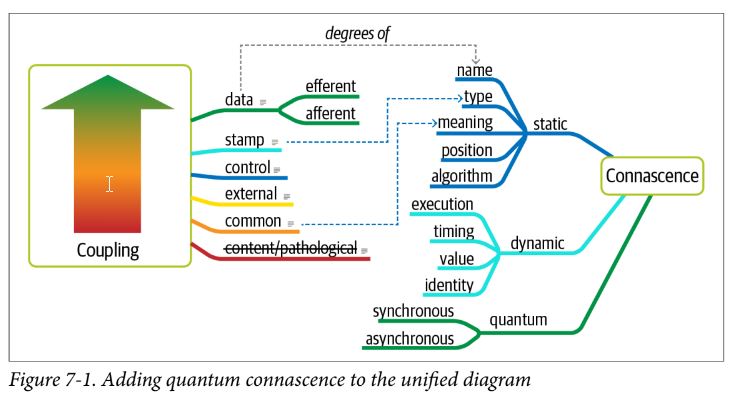 degrees of
data
efferent
afferent
stamp
control
external
common
content/pathological
Coupling
name
type
meaning
position
algorithm
static
execution
timing
value
identity
dynamic
synchronous
asynchronous
quantum
Connascence
Figure 7-1. Adding quantum connascence to the unified diagram